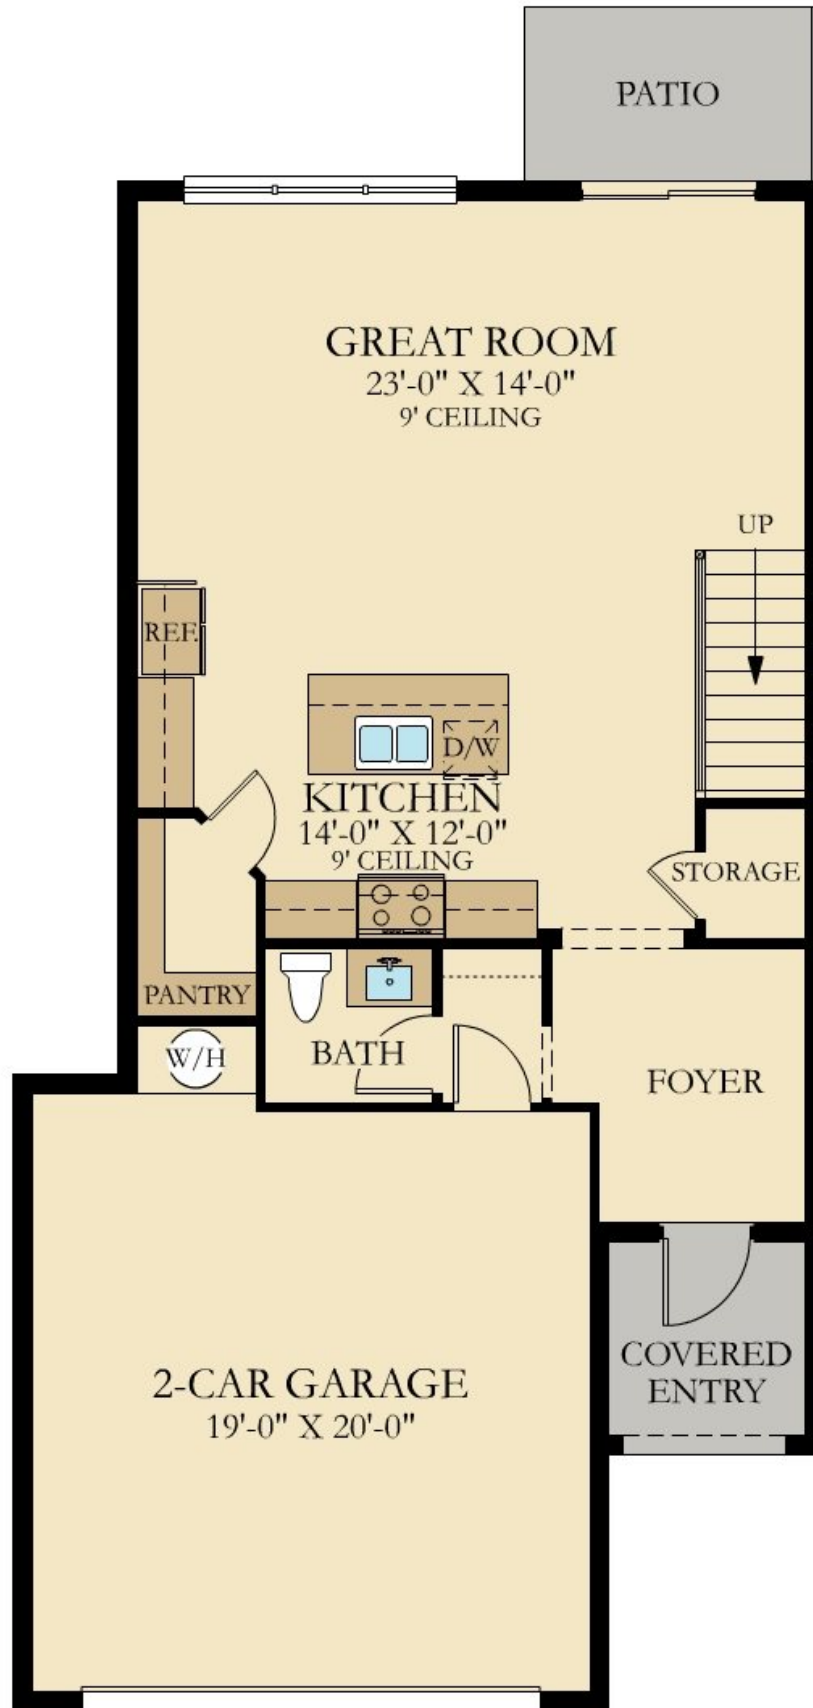 PATIO
GREAT ROOM
23'-0" X 14'-0"
9' CEILING
UP
REF.
D/W
KITCHEN
14'-0" X 12'-0"
9' CEILING
STORAGE
PANTRY
W/H
BATH
FOYER
COVERED
ENTRY
2-CAR GARAGE
19'-0" X 20'-0"